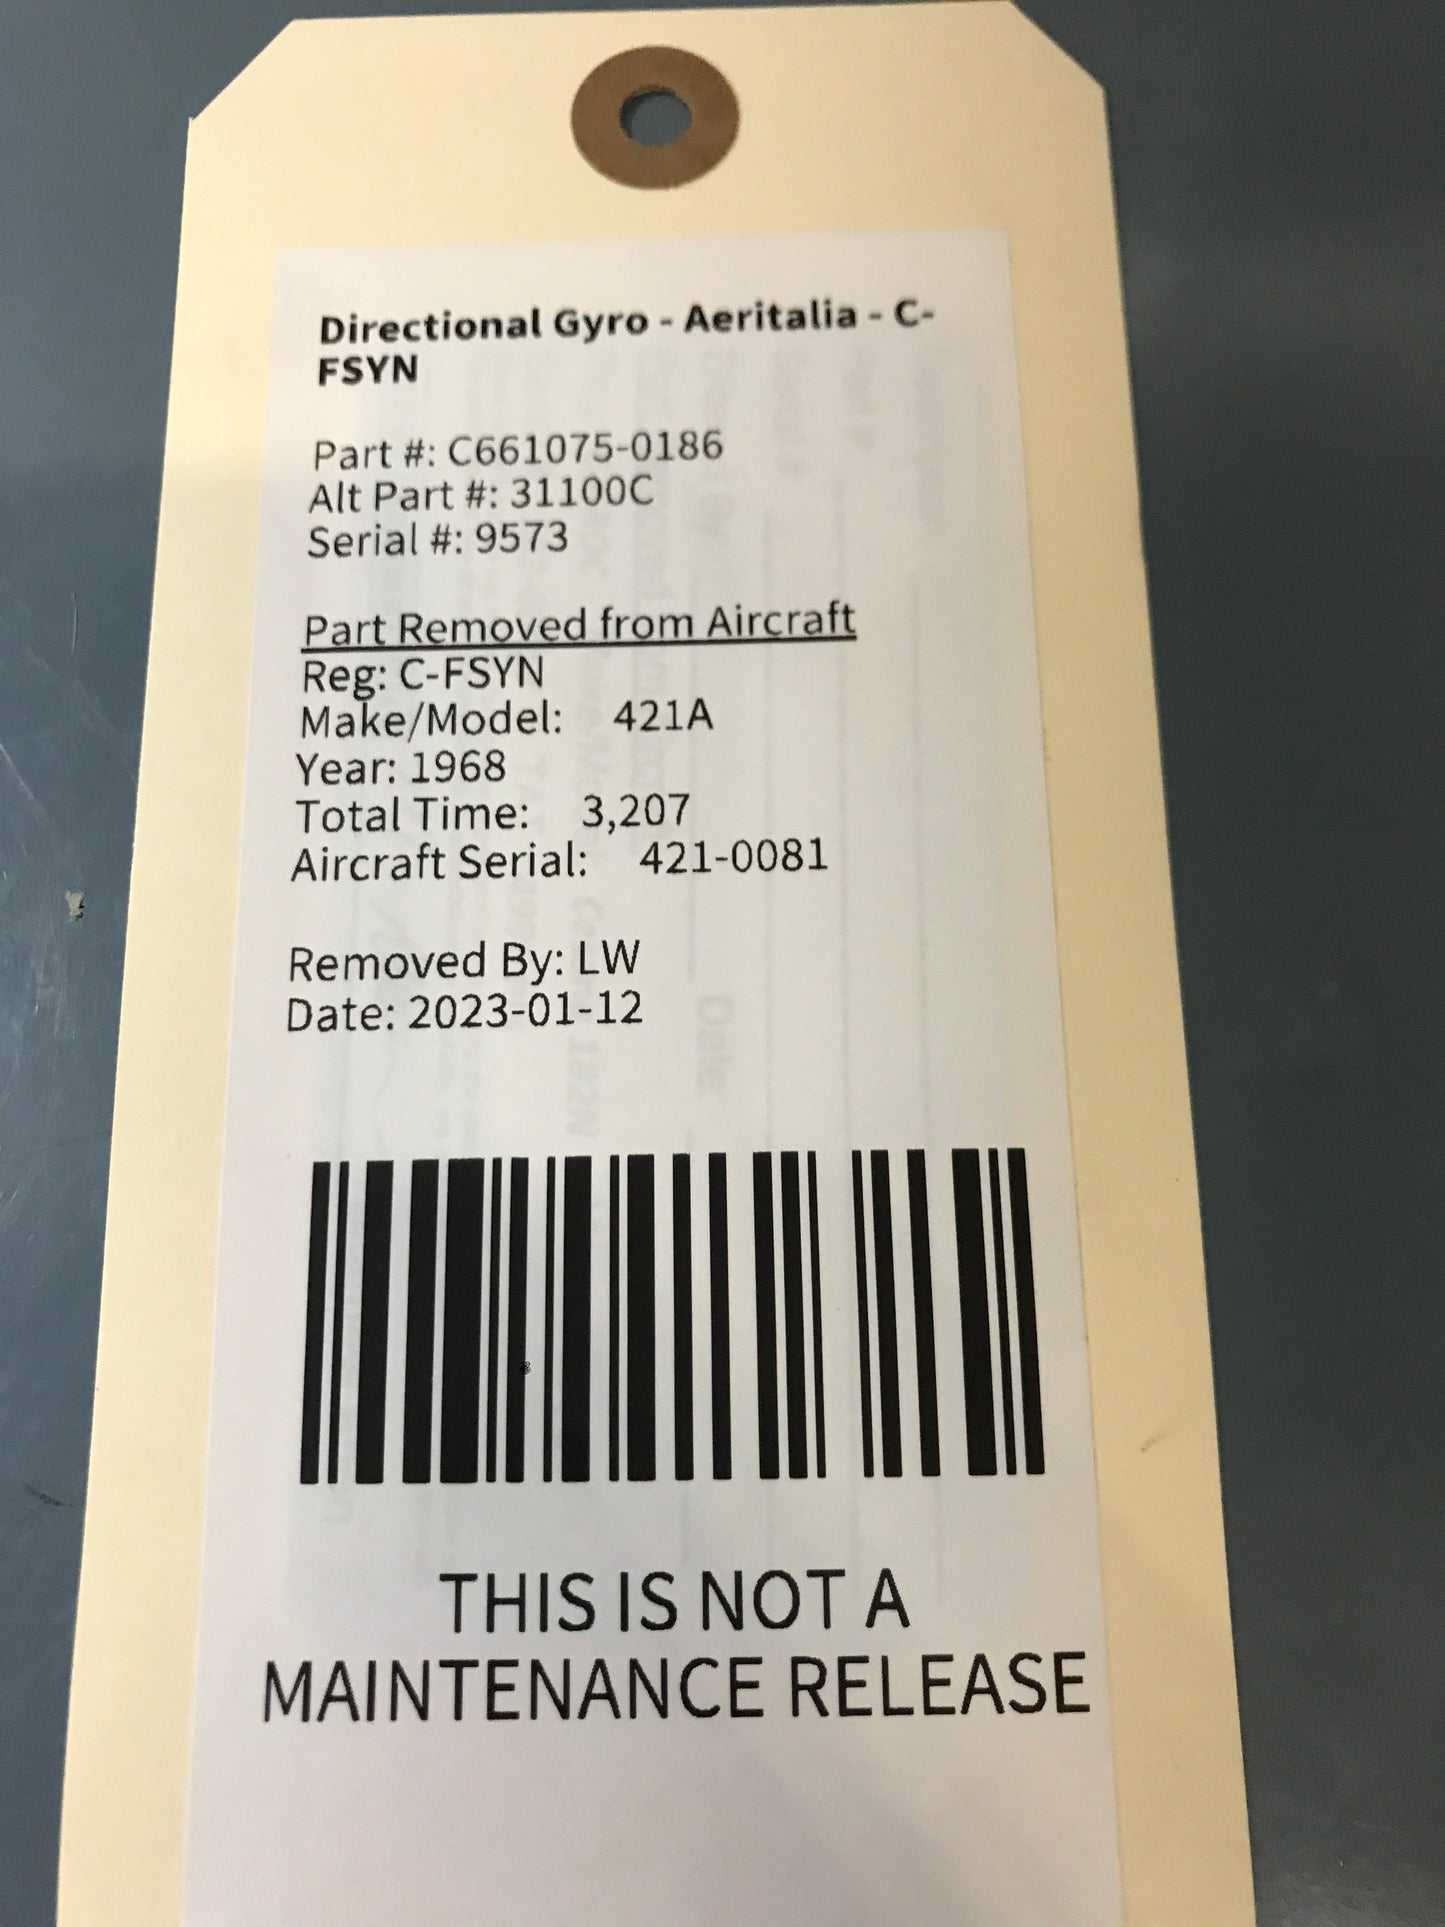 Directional Gyro - Aeritalia - C-
FSYN
Part #: C661075-0186
Alt Part #: 31100C
Serial #: 9573
Part Removed from Aircraft
Reg: C-FSYN
Make/Model: 421A
Year: 1968
Total Time: 3,207
Aircraft Serial: 421-0081
Removed By: LW
Date: 2023-01-12
THIS IS NOT A
MAINTENANCE RELEASE